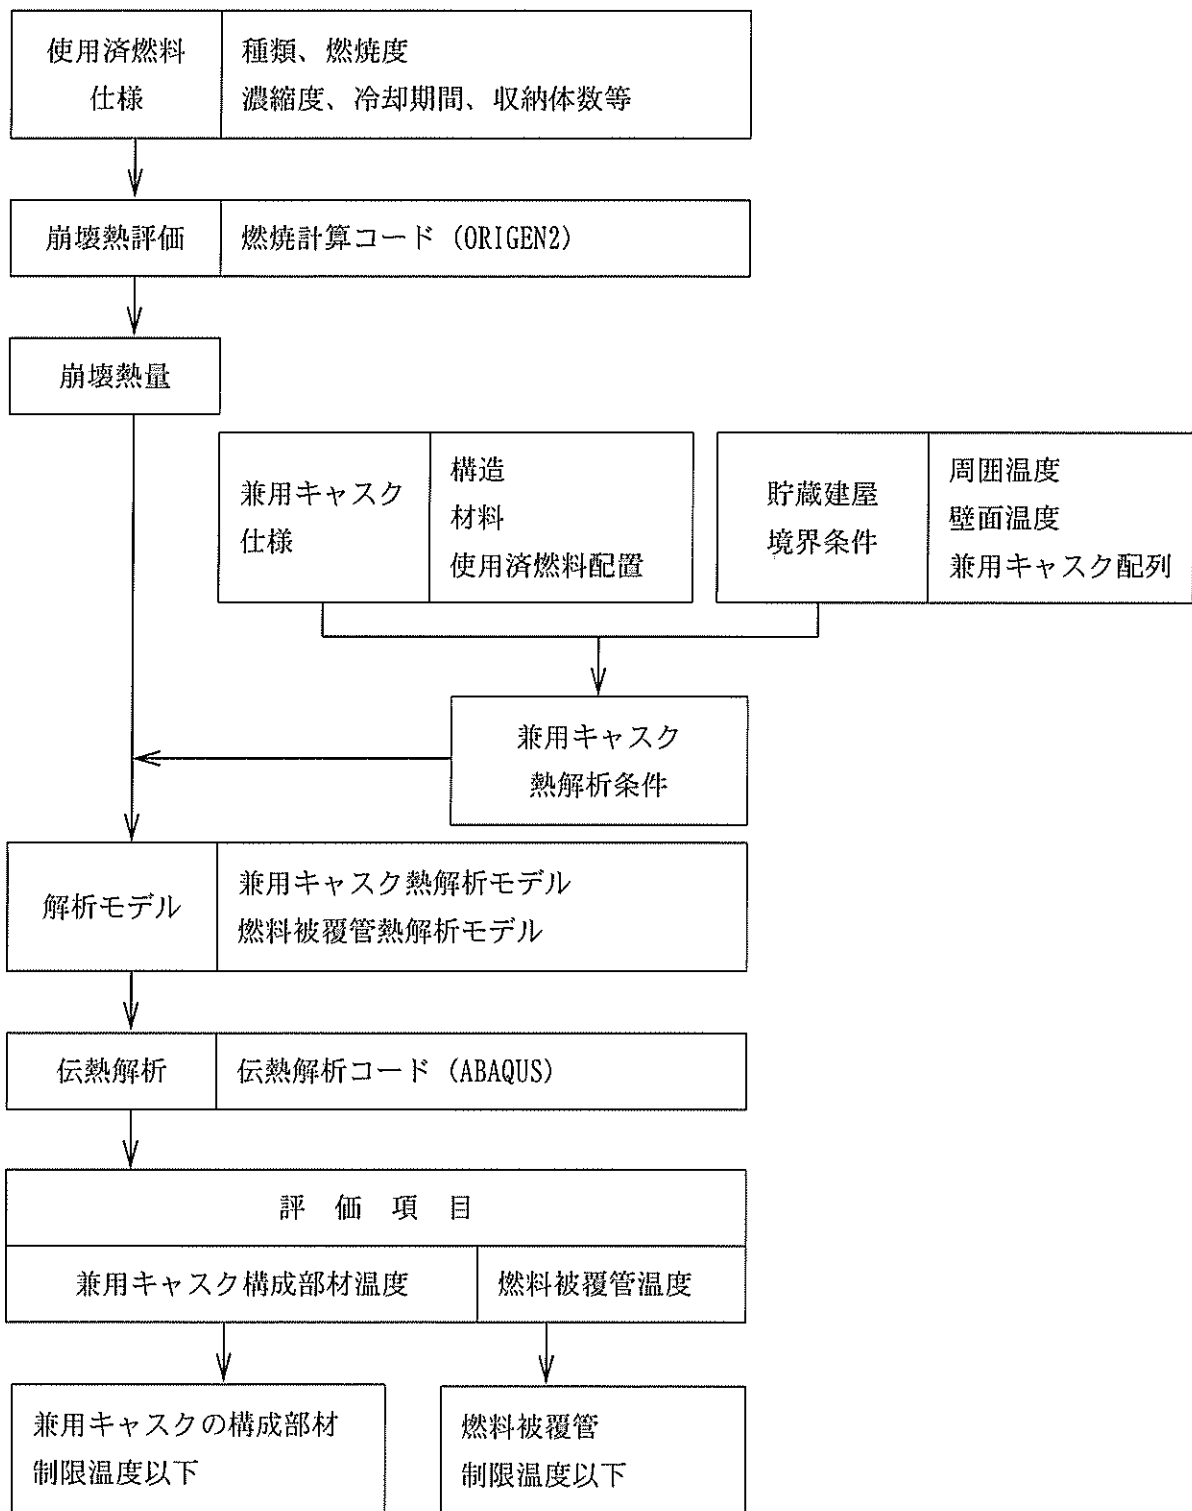 使用済燃料
仕様
種類、燃焼度
濃縮度、冷却期間、収納体数等
崩壊熱評価
燃焼計算コード (ORIGEN2)
崩壊熱量
兼用キャスク
仕様
構造
材料
使用済燃料配置
貯蔵建屋
境界条件
周囲温度
壁面温度
兼用キャスク配列
兼用キャスク
熱解析条件
解析モデル
兼用キャスク熱解析モデル
燃料被覆管熱解析モデル
伝熱解析
伝熱解析コード (ABAQUS)
評 価 項 目
兼用キャスク構成部材温度
燃料被覆管温度
兼用キャスクの構成部材
制限温度以下
燃料被覆管
制限温度以下